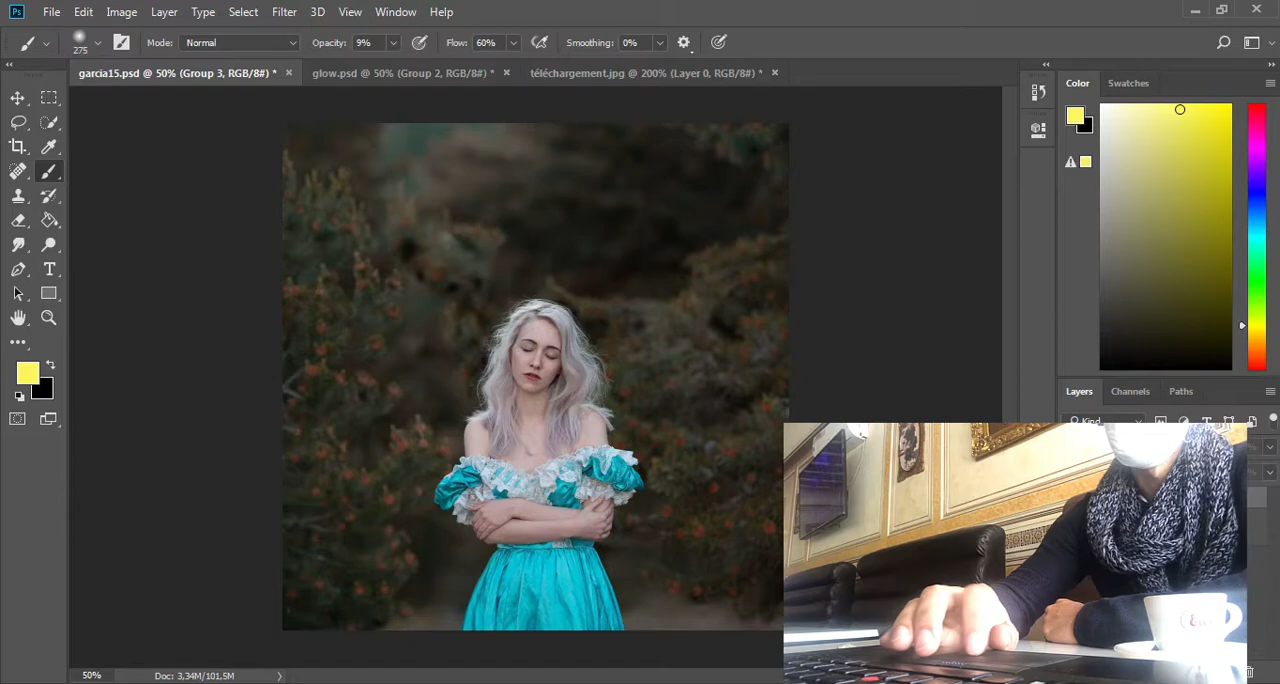 Ps File Edit Image Layer Type Select Filter 3D View Window Help
275 Mode: Normal Opacity: 9% Flow: 60% Smoothing: 0%
garcia15.psd @ 50% (Group 3, RGB/8#) * × glow.psd @ 50% (Group 2, RGB/8#) * × téléchargement.jpg @ 200% (Layer 0, RGB/8#) * ×
Color Swatches
Layers Channels Paths
Kind
50% Doc: 3,34M/101,5M